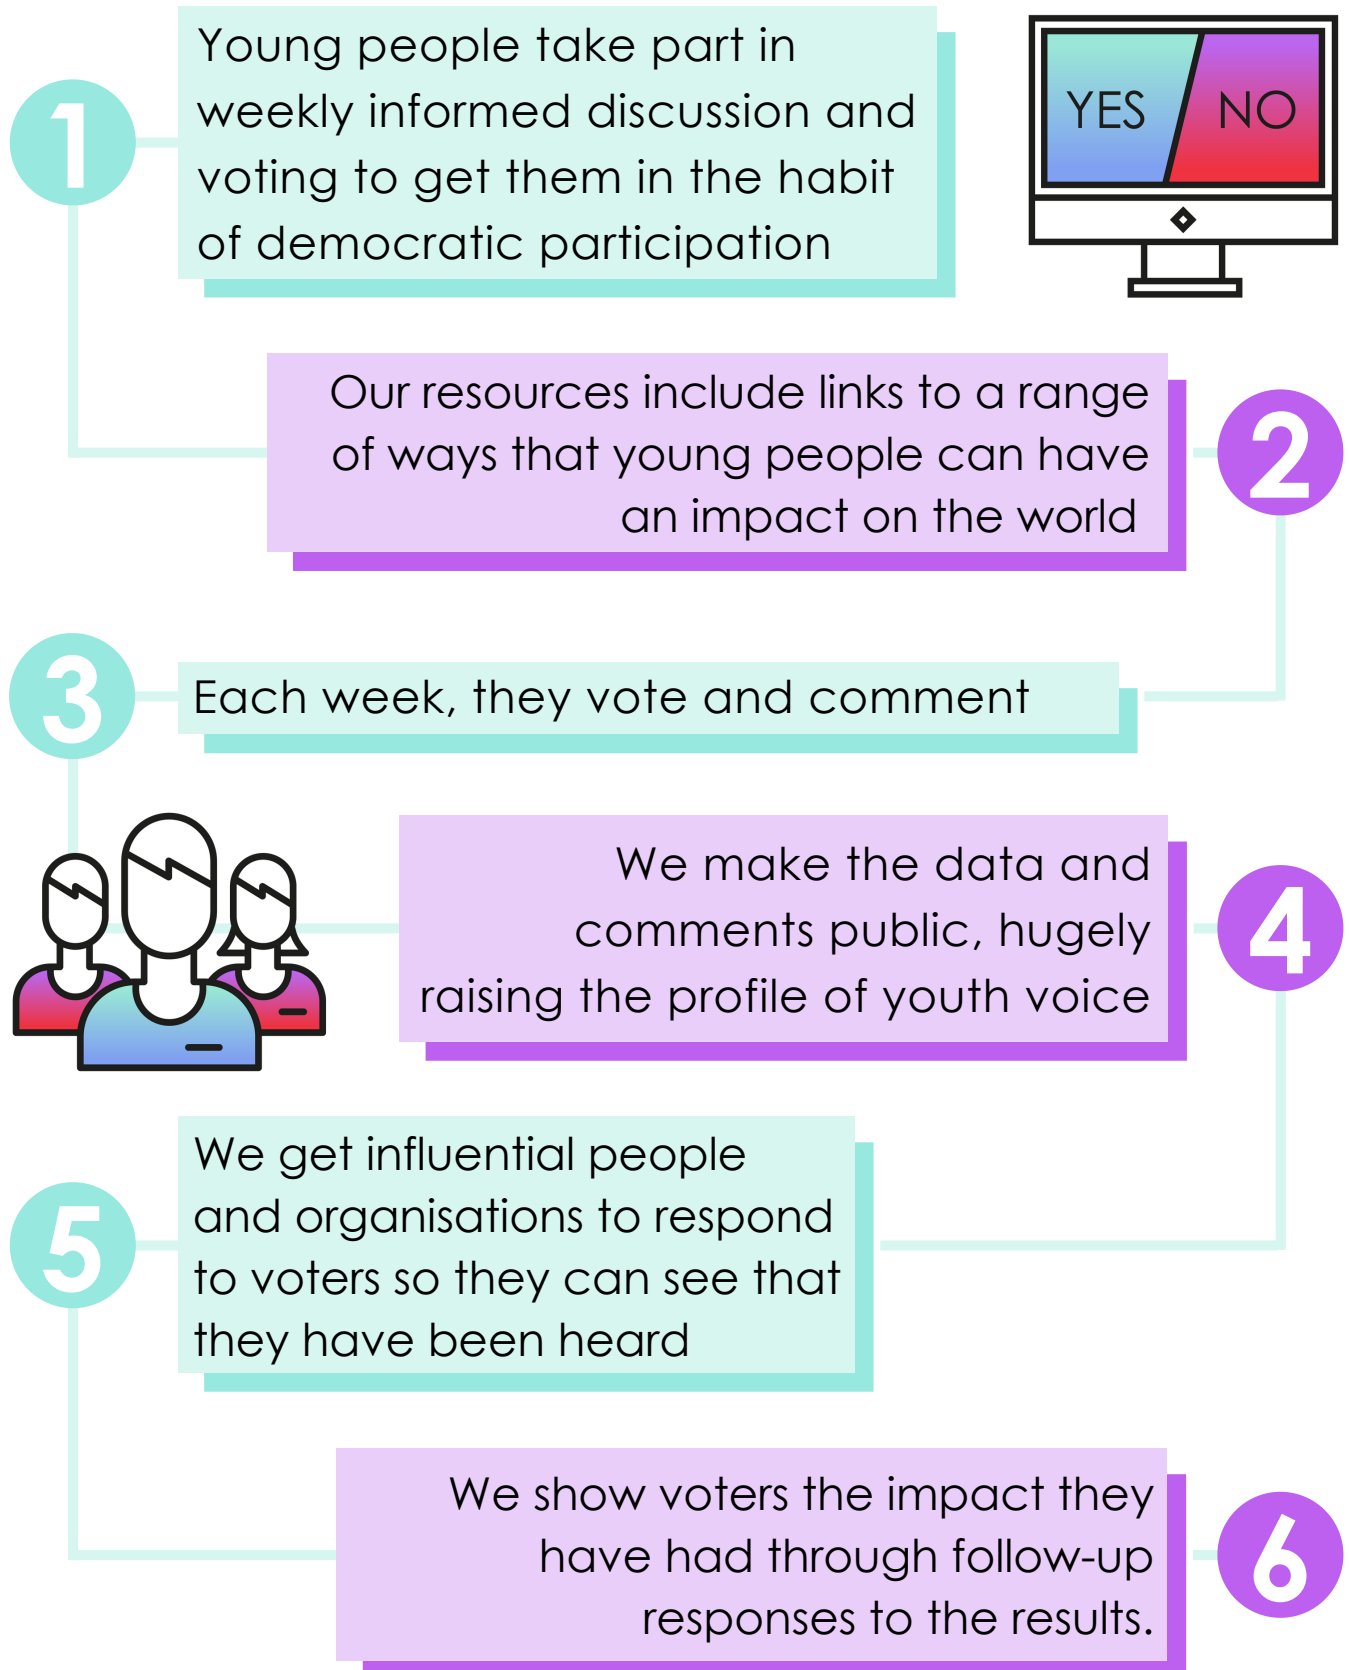 1
Young people take part in
weekly informed discussion and
voting to get them in the habit
of democratic participation
YES NO
Our resources include links to a range
of ways that young people can have
an impact on the world
2
3
Each week, they vote and comment
We make the data and
comments public, hugely
raising the profile of youth voice
4
5
We get influential people
and organisations to respond
to voters so they can see that
they have been heard
We show voters the impact they
have had through follow-up
responses to the results.
6